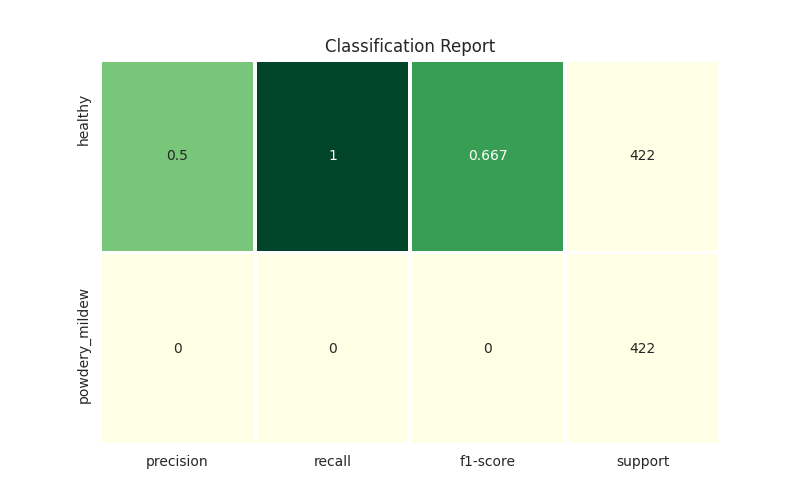 Classification Report
healthy
0.5 1 0.667 422
powdery_mildew
0 0 0 422
precision recall f1-score support